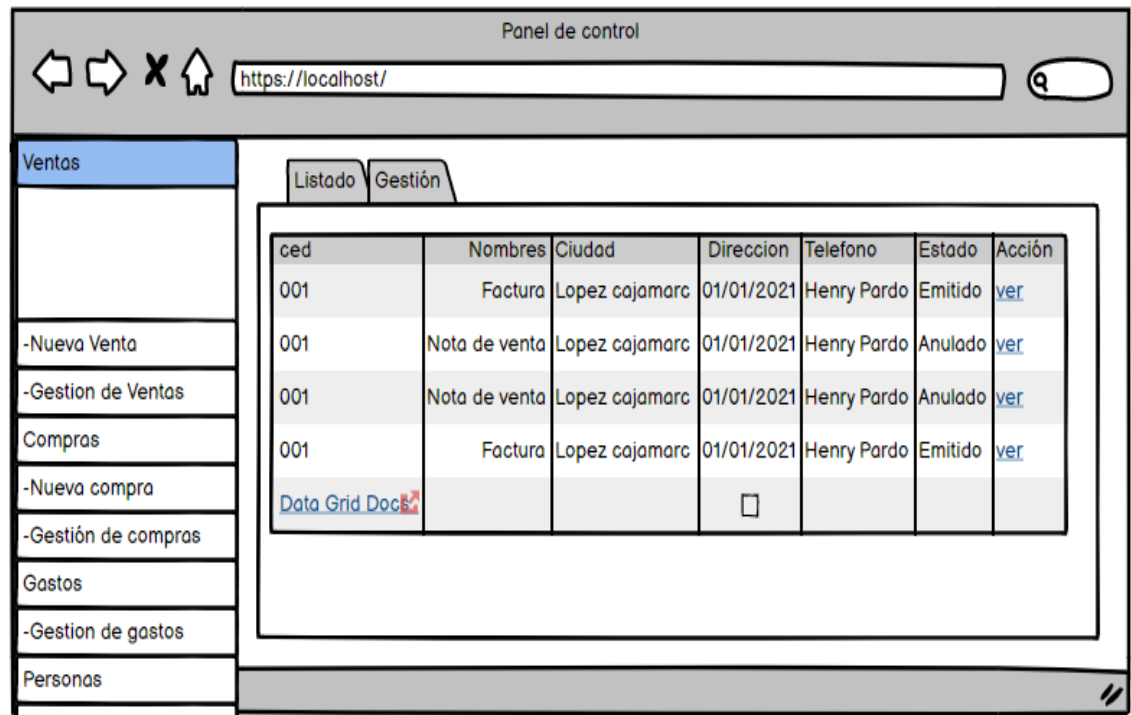 Panel de control
https://localhost/
Ventas
-Nueva Venta
-Gestion de Ventas
Compras
-Nueva compra
-Gestión de compras
Gastos
-Gestion de gastos
Personas
Listado Gestión
ced Nombres Ciudad Direccion Telefono Estado Acción
001 Factura Lopez cajamarc 01/01/2021 Henry Pardo Emitido ver
001 Nota de venta Lopez cajamarc 01/01/2021 Henry Pardo Anulado ver
001 Nota de venta Lopez cajamarc 01/01/2021 Henry Pardo Anulado ver
001 Factura Lopez cajamarc 01/01/2021 Henry Pardo Emitido ver
Data Grid Docs